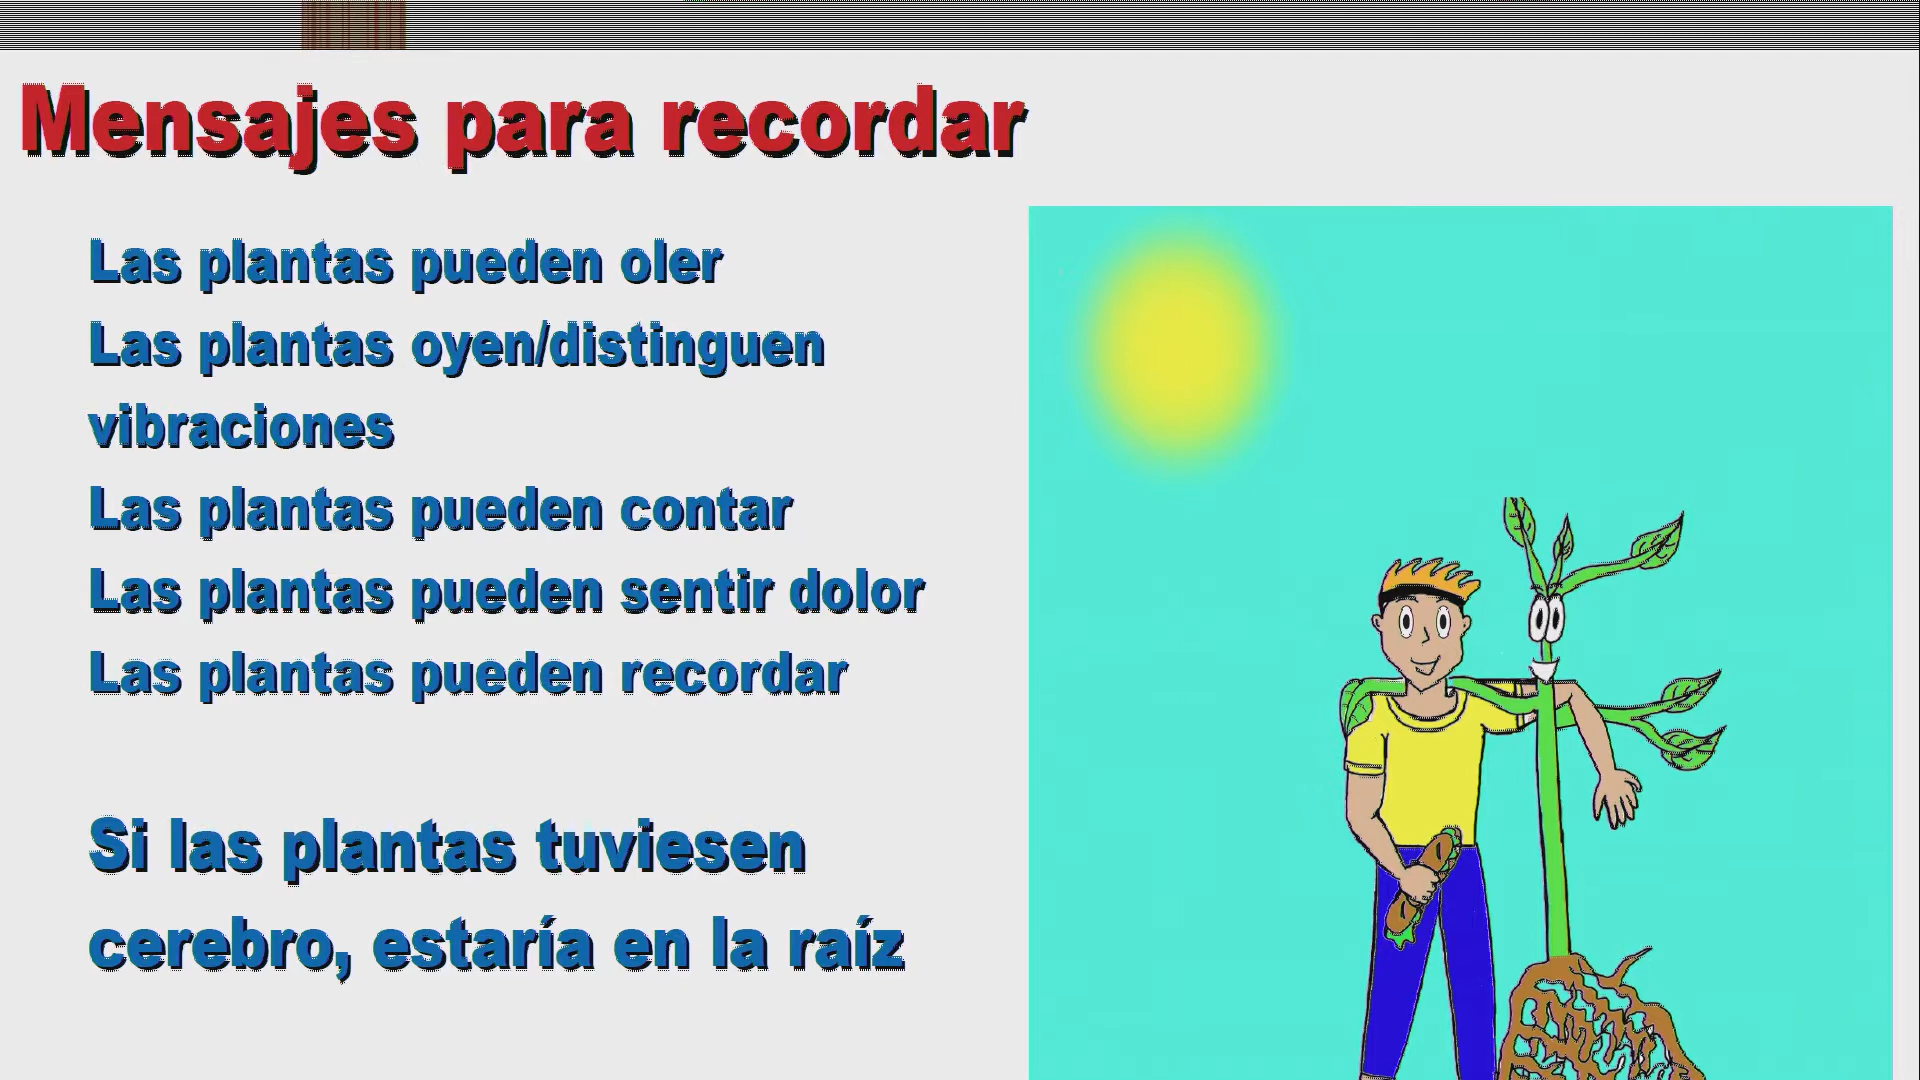 Mensajes para recordar
Las plantas pueden oler
Las plantas oyen/distinguen
vibraciones
Las plantas pueden contar
Las plantas pueden sentir dolor
Las plantas pueden recordar
Si las plantas tuviesen
cerebro, estaría en la raíz